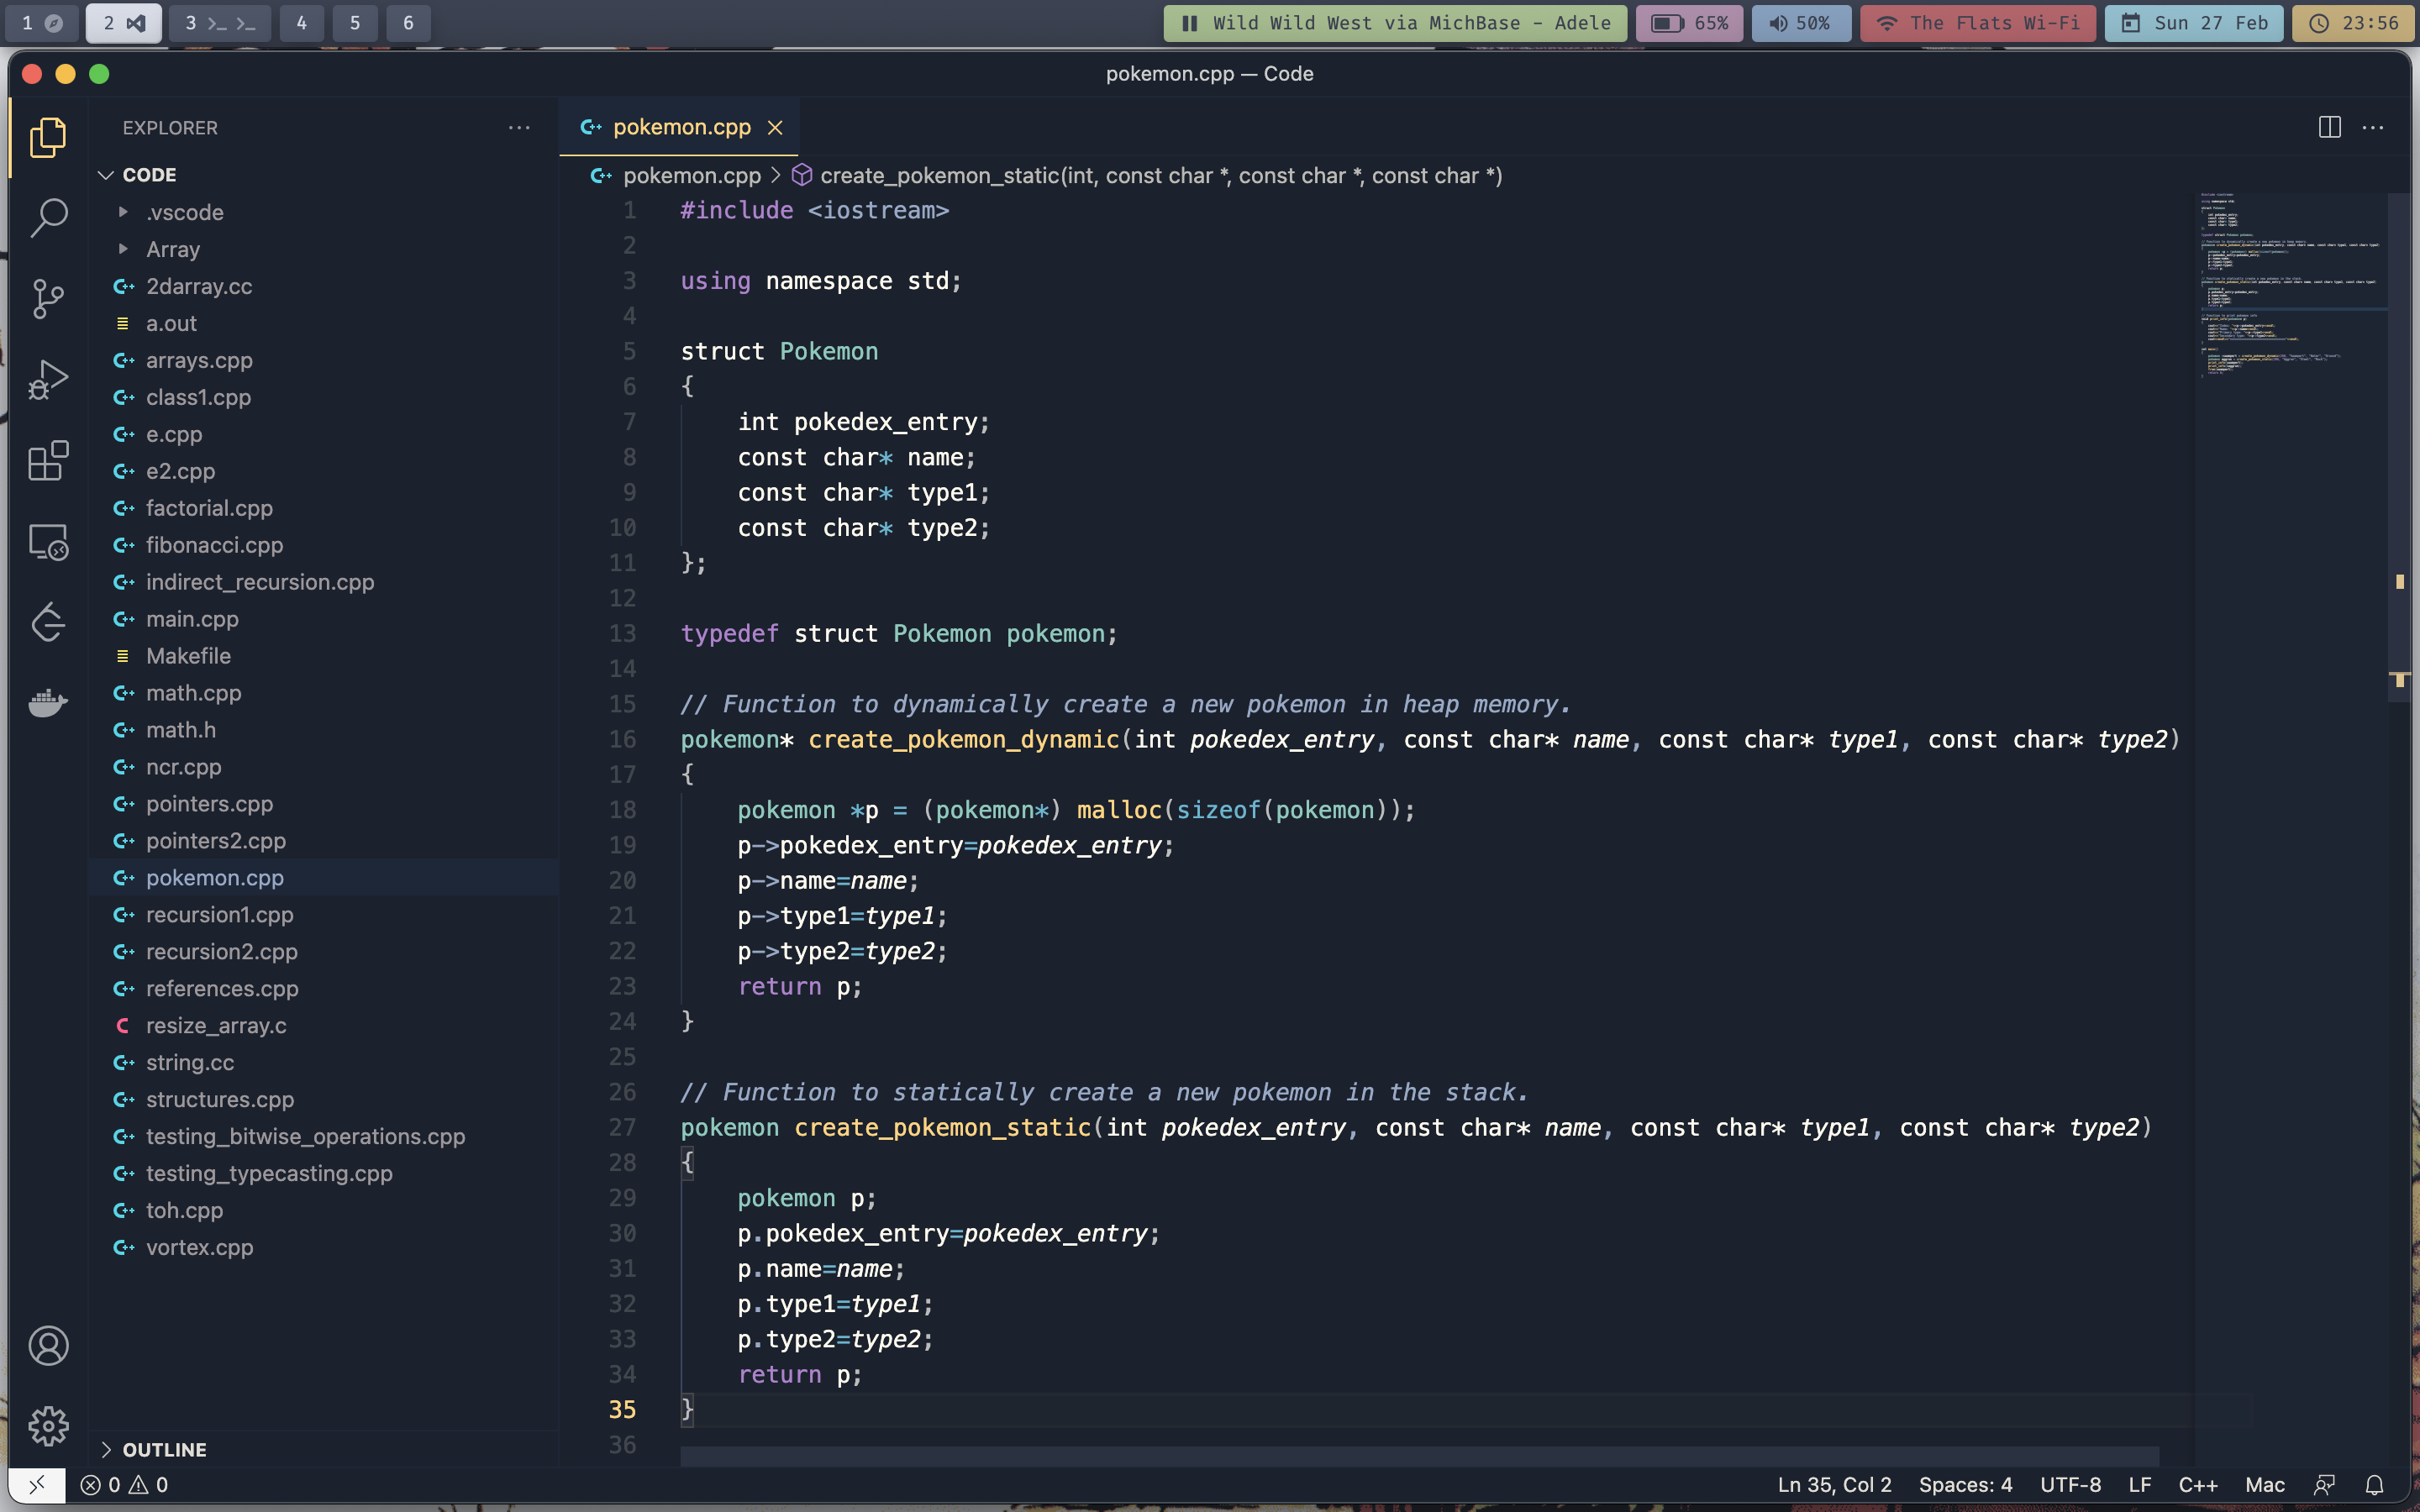 1
2
3
4
5
6
Wild Wild West via MichBase - Adele
65%
50%
The Flats Wi-Fi
Sun 27 Feb
23:56
pokemon.cpp — Code
EXPLORER
CODE
.vscode
Array
2darray.cc
a.out
arrays.cpp
class1.cpp
e.cpp
e2.cpp
factorial.cpp
fibonacci.cpp
indirect_recursion.cpp
main.cpp
Makefile
math.cpp
math.h
ncr.cpp
pointers.cpp
pointers2.cpp
pokemon.cpp
recursion1.cpp
recursion2.cpp
references.cpp
resize_array.c
string.cc
structures.cpp
testing_bitwise_operations.cpp
testing_typecasting.cpp
toh.cpp
vortex.cpp
OUTLINE
pokemon.cpp
pokemon.cpp > create_pokemon_static(int, const char *, const char *, const char *)
1 #include <iostream>
2
3 using namespace std;
4
5 struct Pokemon
6 {
7 int pokedex_entry;
8 const char* name;
9 const char* type1;
10 const char* type2;
11 };
12
13 typedef struct Pokemon pokemon;
14
15 // Function to dynamically create a new pokemon in heap memory.
16 pokemon* create_pokemon_dynamic(int pokedex_entry, const char* name, const char* type1, const char* type2)
17 {
18 pokemon *p = (pokemon*) malloc(sizeof(pokemon));
19 p->pokedex_entry=pokedex_entry;
20 p->name=name;
21 p->type1=type1;
22 p->type2=type2;
23 return p;
24 }
25
26 // Function to statically create a new pokemon in the stack.
27 pokemon create_pokemon_static(int pokedex_entry, const char* name, const char* type1, const char* type2)
28 {
29 pokemon p;
30 p.pokedex_entry=pokedex_entry;
31 p.name=name;
32 p.type1=type1;
33 p.type2=type2;
34 return p;
35 }
36
0 0
Ln 35, Col 2
Spaces: 4
UTF-8
LF
C++
Mac